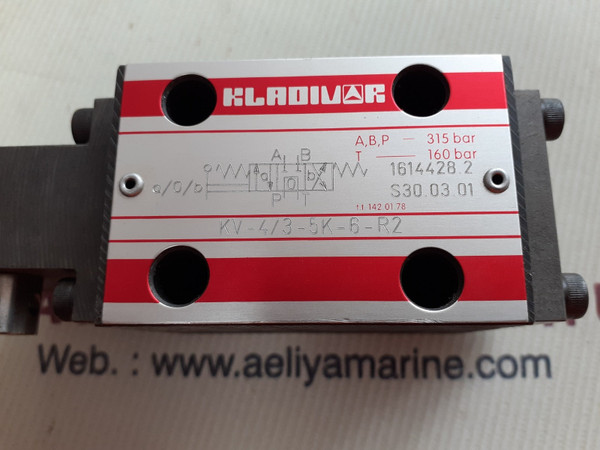 KLADIVAR
A,B,P — 315 bar
T — 160 bar
A B
a 0 b
a/0/b
P T
1614428.2
S30.03.01
11 142 01.78
KV-4/3-5K-6-R2
Web. : www.aeliyamarine.com